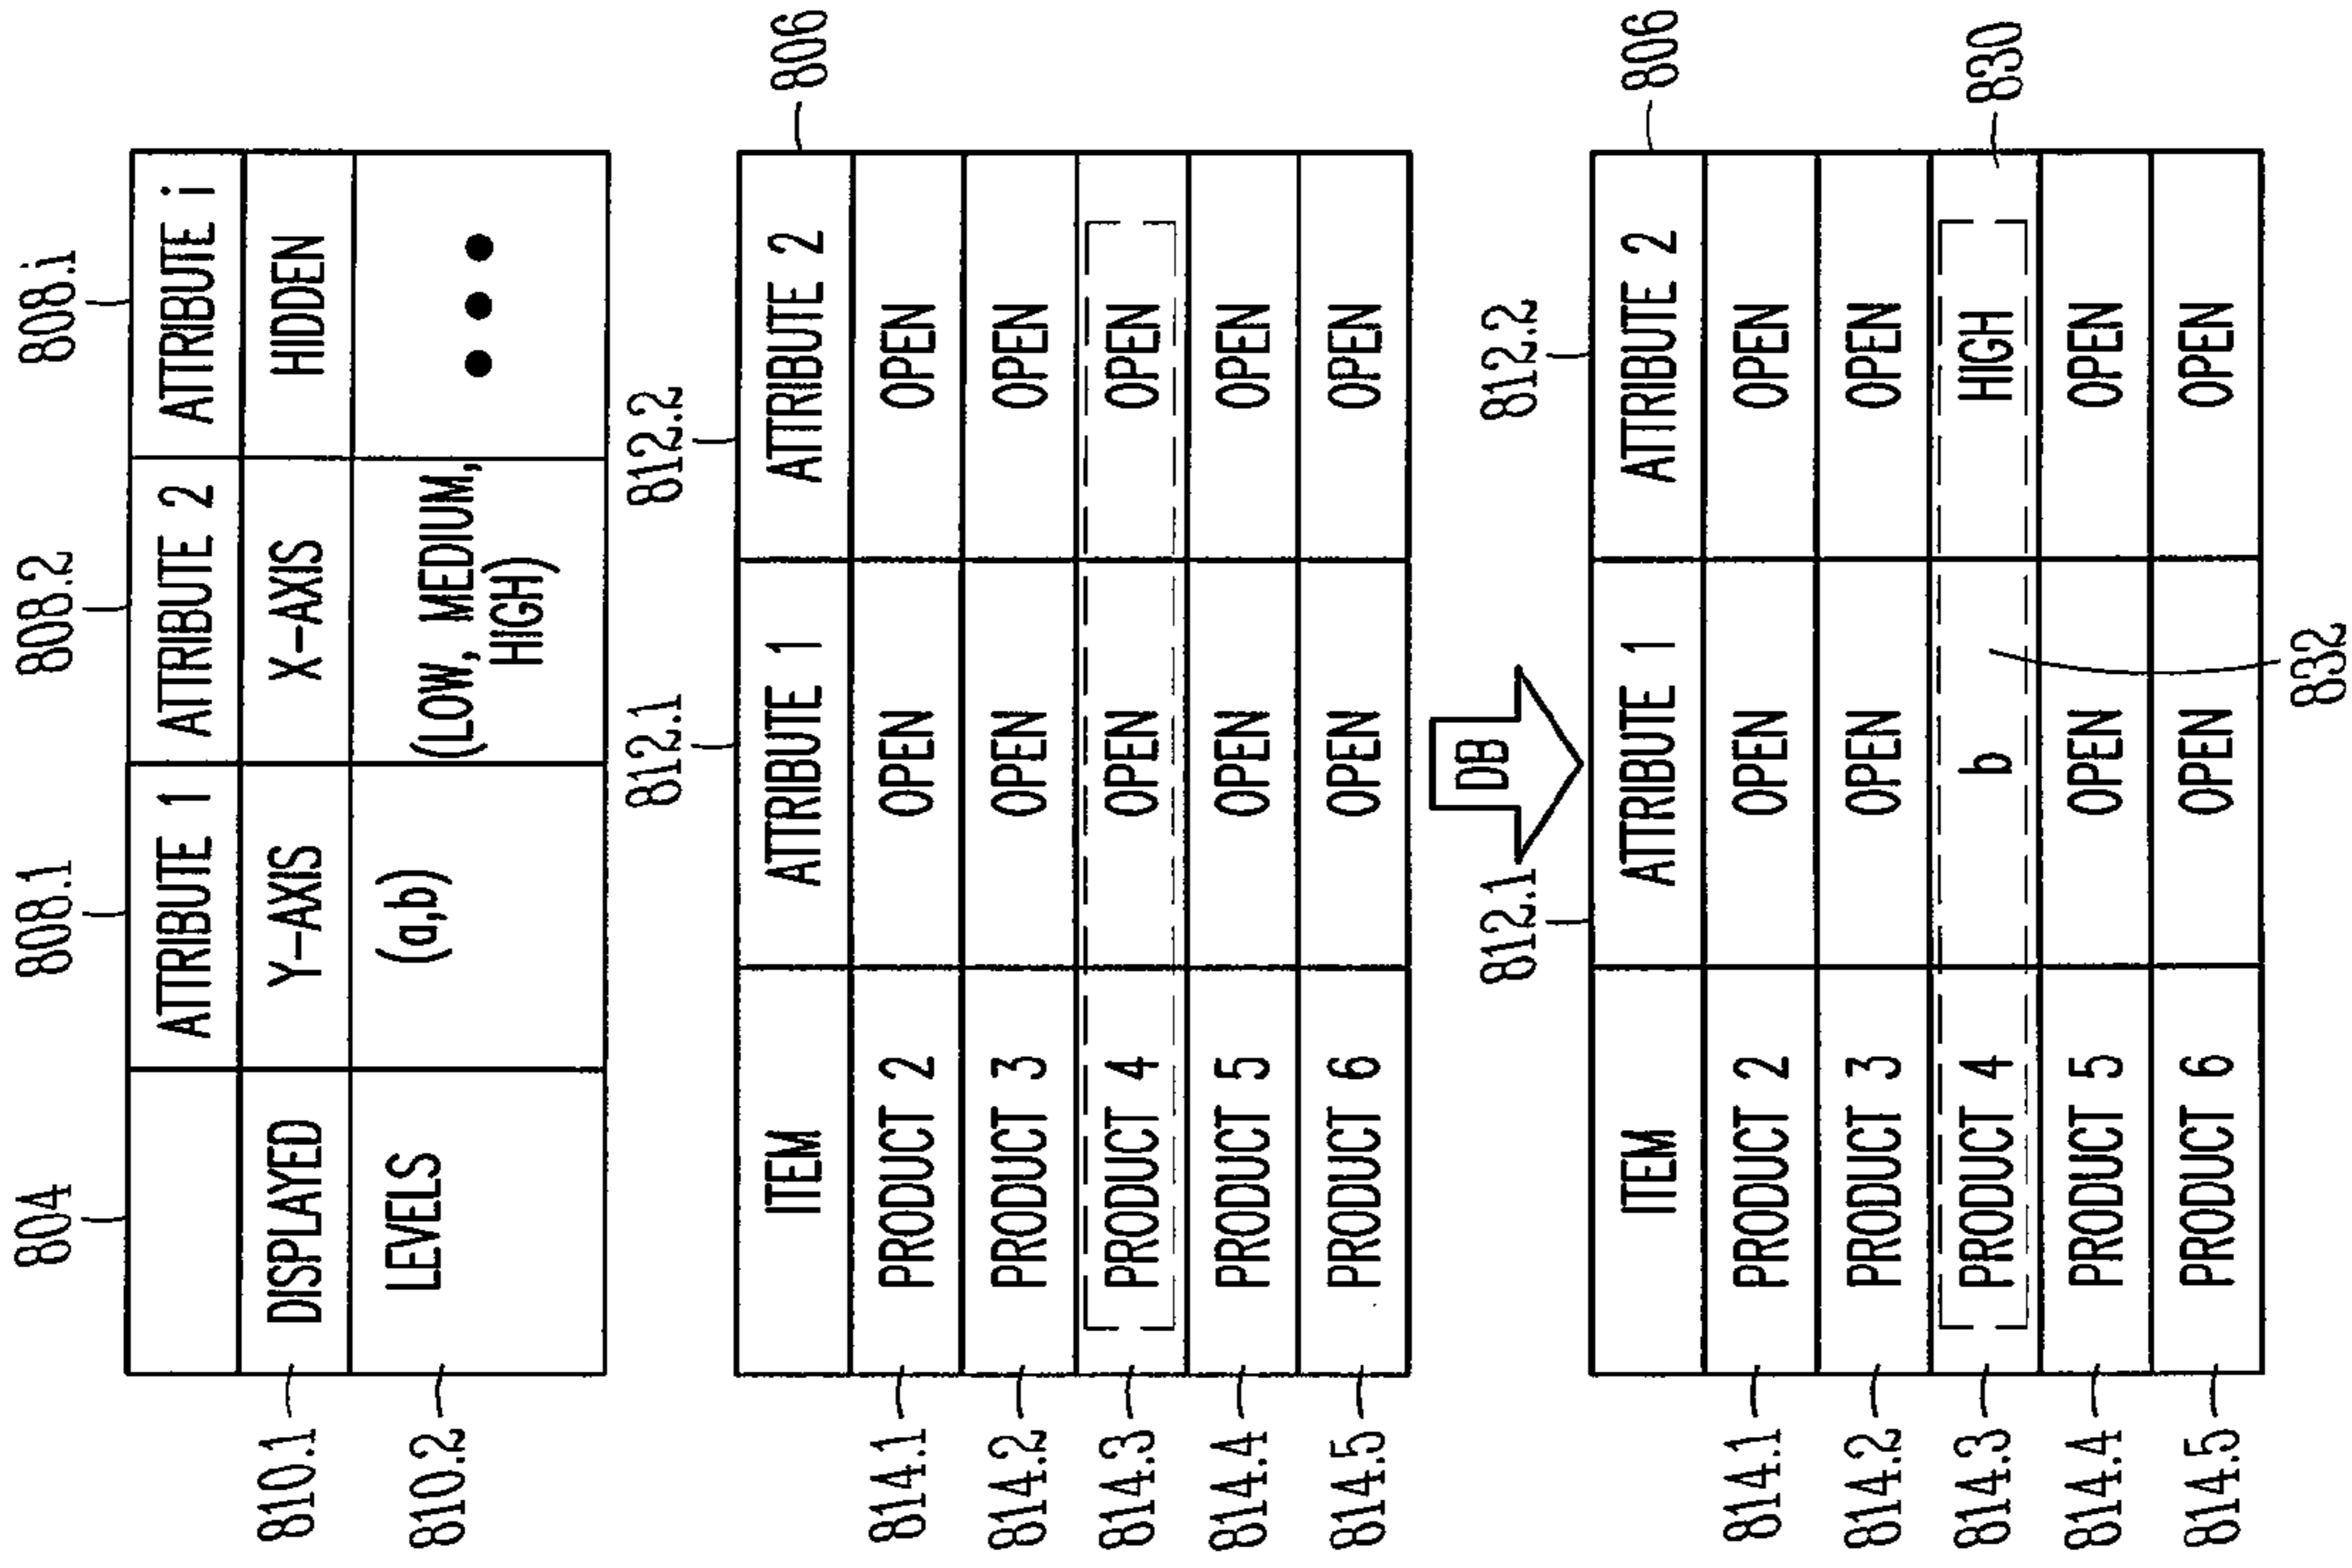 804 808.1 808.2 808.i
ATTRIBUTE 1 ATTRIBUTE 2 ATTRIBUTE i
810.1 DISPLAYED Y-AXIS X-AXIS HIDDEN
810.2 LEVELS (a,b) (LOW, MEDIUM,
HIGH) • • •
812.1 812.2
806
ITEM ATTRIBUTE 1 ATTRIBUTE 2
814.1 PRODUCT 2 OPEN OPEN
814.2 PRODUCT 3 OPEN OPEN
814.3 PRODUCT 4 OPEN OPEN
814.4 PRODUCT 5 OPEN OPEN
814.5 PRODUCT 6 OPEN OPEN
DB
812.1 812.2
806
ITEM ATTRIBUTE 1 ATTRIBUTE 2
814.1 PRODUCT 2 OPEN OPEN
814.2 PRODUCT 3 OPEN OPEN
814.3 PRODUCT 4 b HIGH 830
814.4 PRODUCT 5 OPEN OPEN
814.5 PRODUCT 6 OPEN OPEN
832